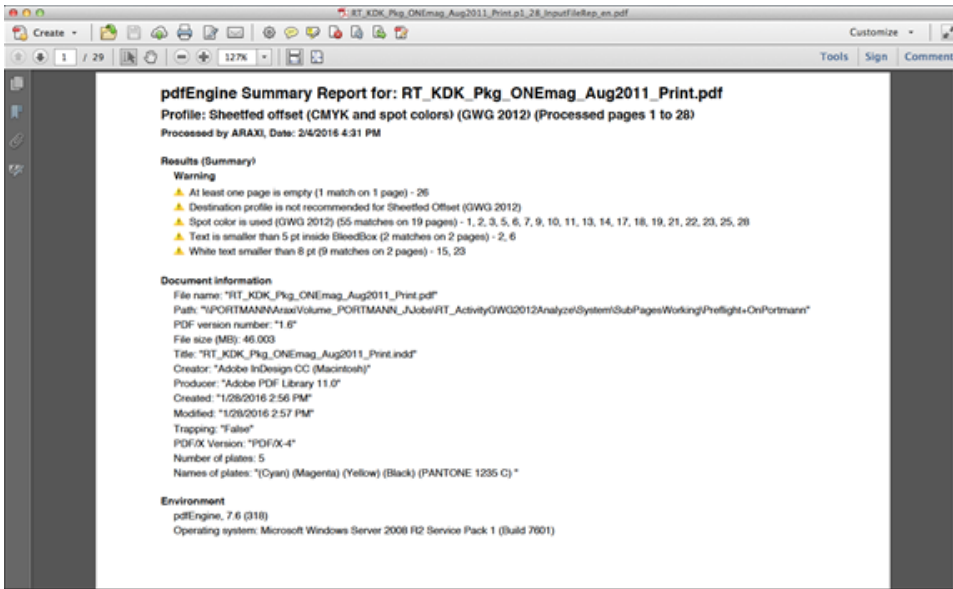 RT_KDK_Pkg_ONEmag_Aug2011_Print.p1_28_InputFileRep_en.pdf
Create
Customize
1 / 29
127%
Tools Sign Comment
pdfEngine Summary Report for: RT_KDK_Pkg_ONEmag_Aug2011_Print.pdf
Profile: Sheetfed offset (CMYK and spot colors) (GWG 2012) (Processed pages 1 to 28)
Processed by ARAXI, Date: 2/4/2016 4:31 PM
Results (Summary)
Warning
At least one page is empty (1 match on 1 page) - 26
Destination profile is not recommended for Sheetfed Offset (GWG 2012)
Spot color is used (GWG 2012) (55 matches on 19 pages) - 1, 2, 3, 5, 6, 7, 9, 10, 11, 13, 14, 17, 18, 19, 21, 22, 23, 25, 28
Text is smaller than 5 pt inside BleedBox (2 matches on 2 pages) - 2, 6
White text smaller than 8 pt (9 matches on 2 pages) - 15, 23
Document information
File name: "RT_KDK_Pkg_ONEmag_Aug2011_Print.pdf"
Path: "\\PORTMANN\AraxiVolume_PORTMANN_J\Jobs\RT_ActivityGWG2012Analyze\System\SubPagesWorking\Preflight+OnPortmann"
PDF version number: "1.6"
File size (MB): 46.003
Title: "RT_KDK_Pkg_ONEmag_Aug2011_Print.indd"
Creator: "Adobe InDesign CC (Macintosh)"
Producer: "Adobe PDF Library 11.0"
Created: "1/28/2016 2:56 PM"
Modified: "1/28/2016 2:57 PM"
Trapping: "False"
PDF/X Version: "PDF/X-4"
Number of plates: 5
Names of plates: "(Cyan) (Magenta) (Yellow) (Black) (PANTONE 1235 C) "
Environment
pdfEngine, 7.6 (318)
Operating system: Microsoft Windows Server 2008 R2 Service Pack 1 (Build 7601)